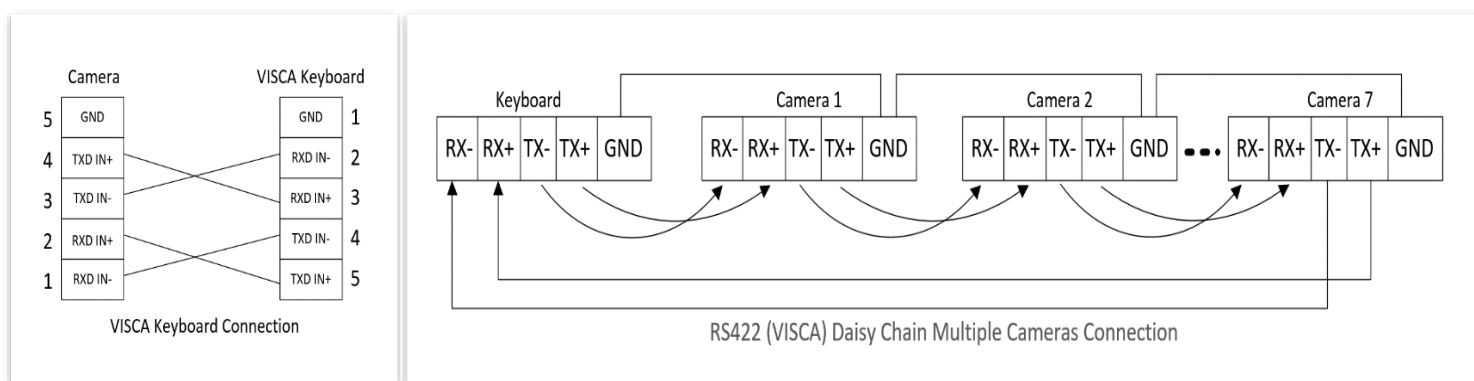 Camera
VISCA Keyboard
5 GND
GND 1
4 TXD IN+
RXD IN- 2
3 TXD IN-
RXD IN+ 3
2 RXD IN+
TXD IN- 4
1 RXD IN-
TXD IN+ 5
VISCA Keyboard Connection
Keyboard
Camera 1
Camera 2
Camera 7
RX- RX+ TX- TX+ GND
RX- RX+ TX- TX+ GND
RX- RX+ TX- TX+ GND
RX- RX+ TX- TX+ GND
RS422 (VISCA) Daisy Chain Multiple Cameras Connection